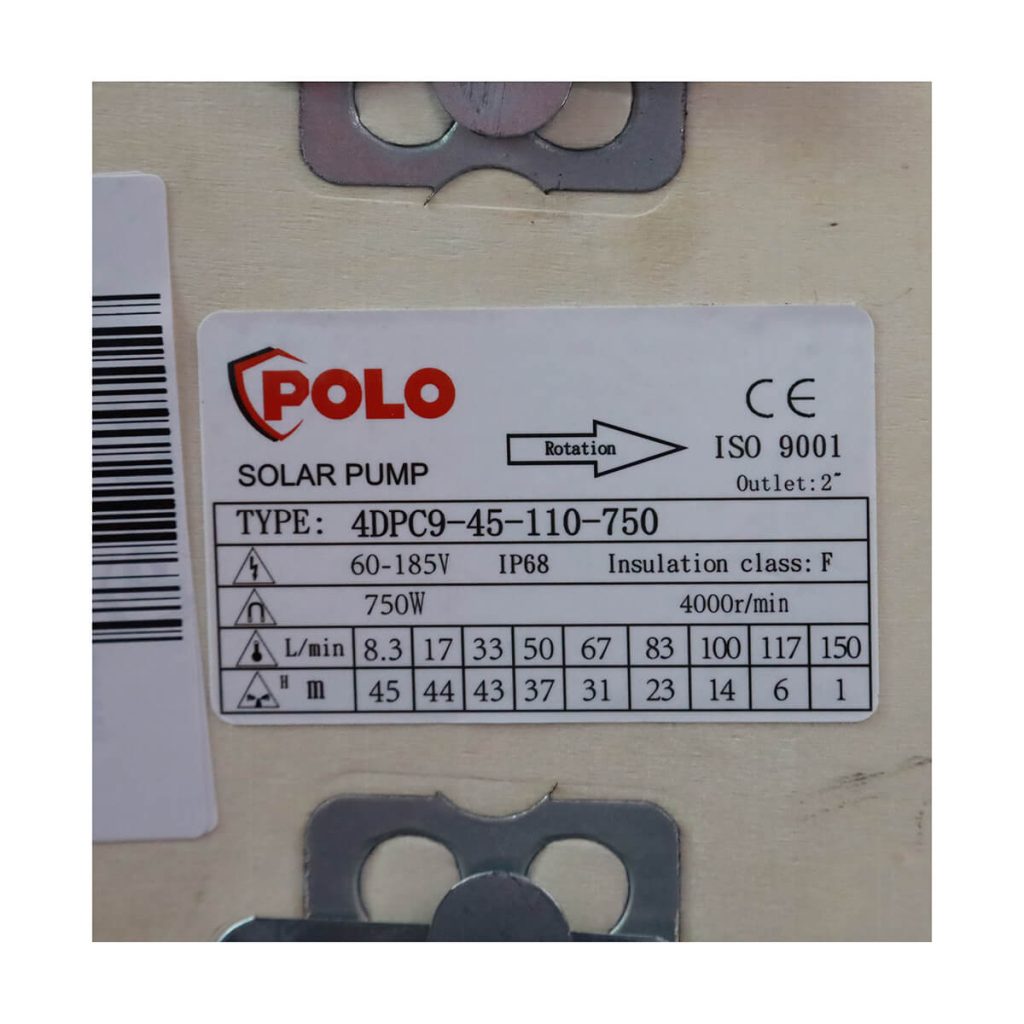 POLO
SOLAR PUMP
Rotation
CE
ISO 9001
Outlet:2"
TYPE: 4DPC9-45-110-750
60-185V IP68 Insulation class: F
750W 4000r/min
L/min 8.3 17 33 50 67 83 100 117 150
H m 45 44 43 37 31 23 14 6 1